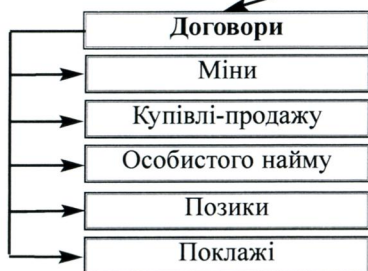 Договори
Міни
Купівлі-продажу
Особистого найму
Позики
Поклажі